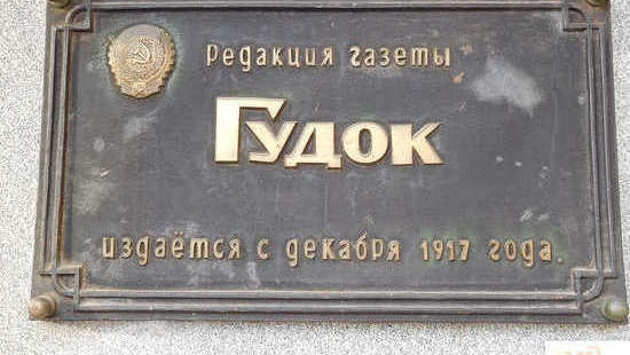 Редакция газеты
Гудок
издаётся с декабря 1917 года.